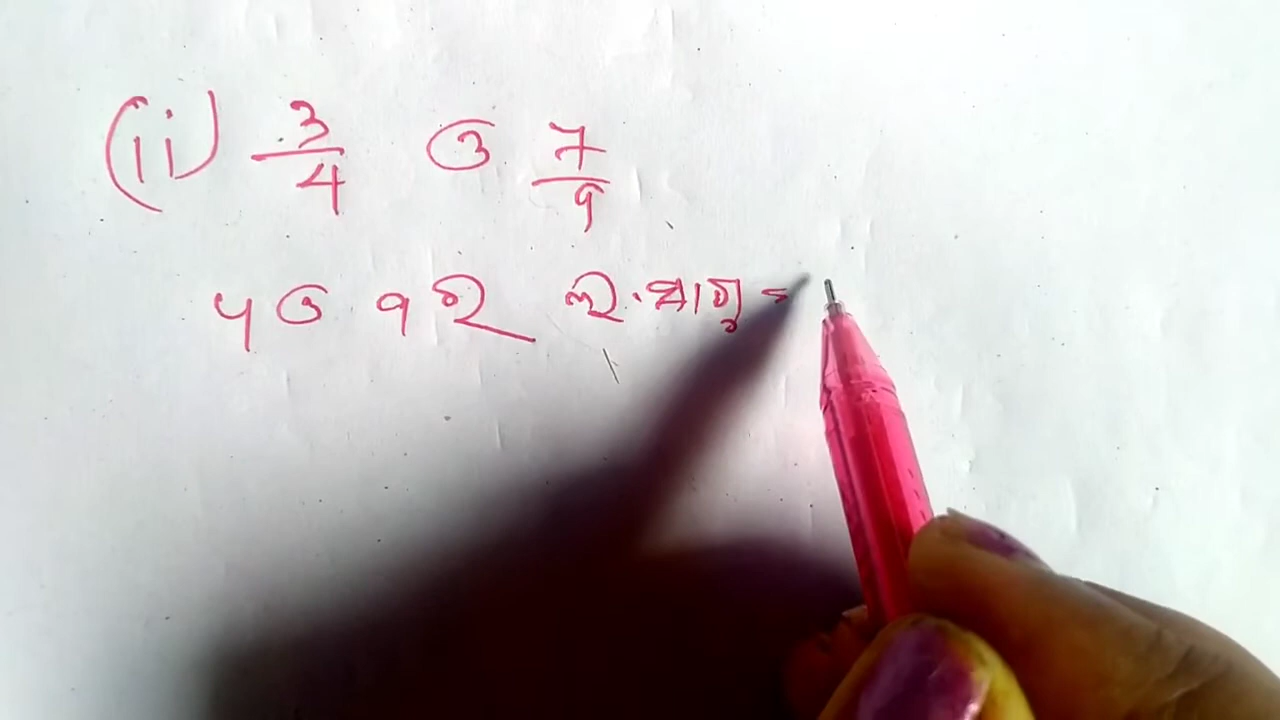 (ii) 3/4 ଓ 7/9
4 ଓ 9 ର ଲ.ସା.ଗୁ =